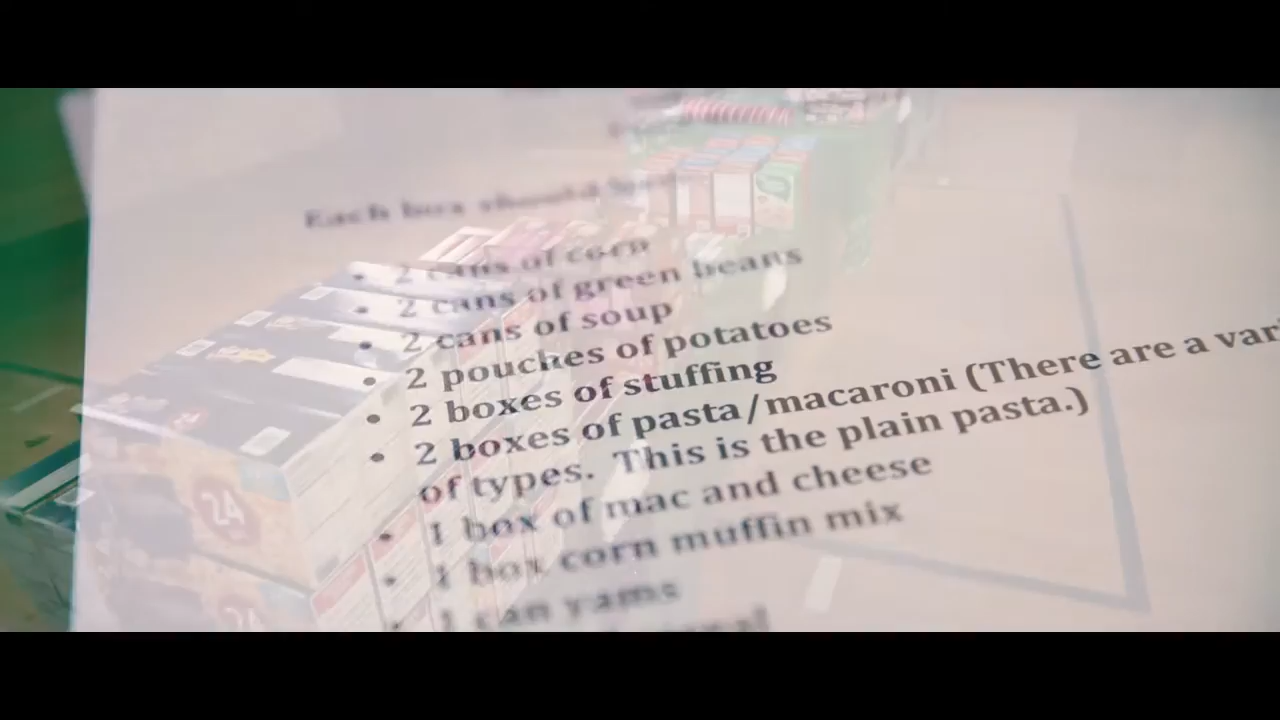 Each box should
• 2 cans of corn
• 2 cans of green beans
• 2 cans of soup
• 2 pouches of potatoes
• 2 boxes of stuffing
• 2 boxes of pasta/macaroni (There are a var
of types. This is the plain pasta.)
• 1 box of mac and cheese
• 1 box corn muffin mix
• 1 can yams
24
24